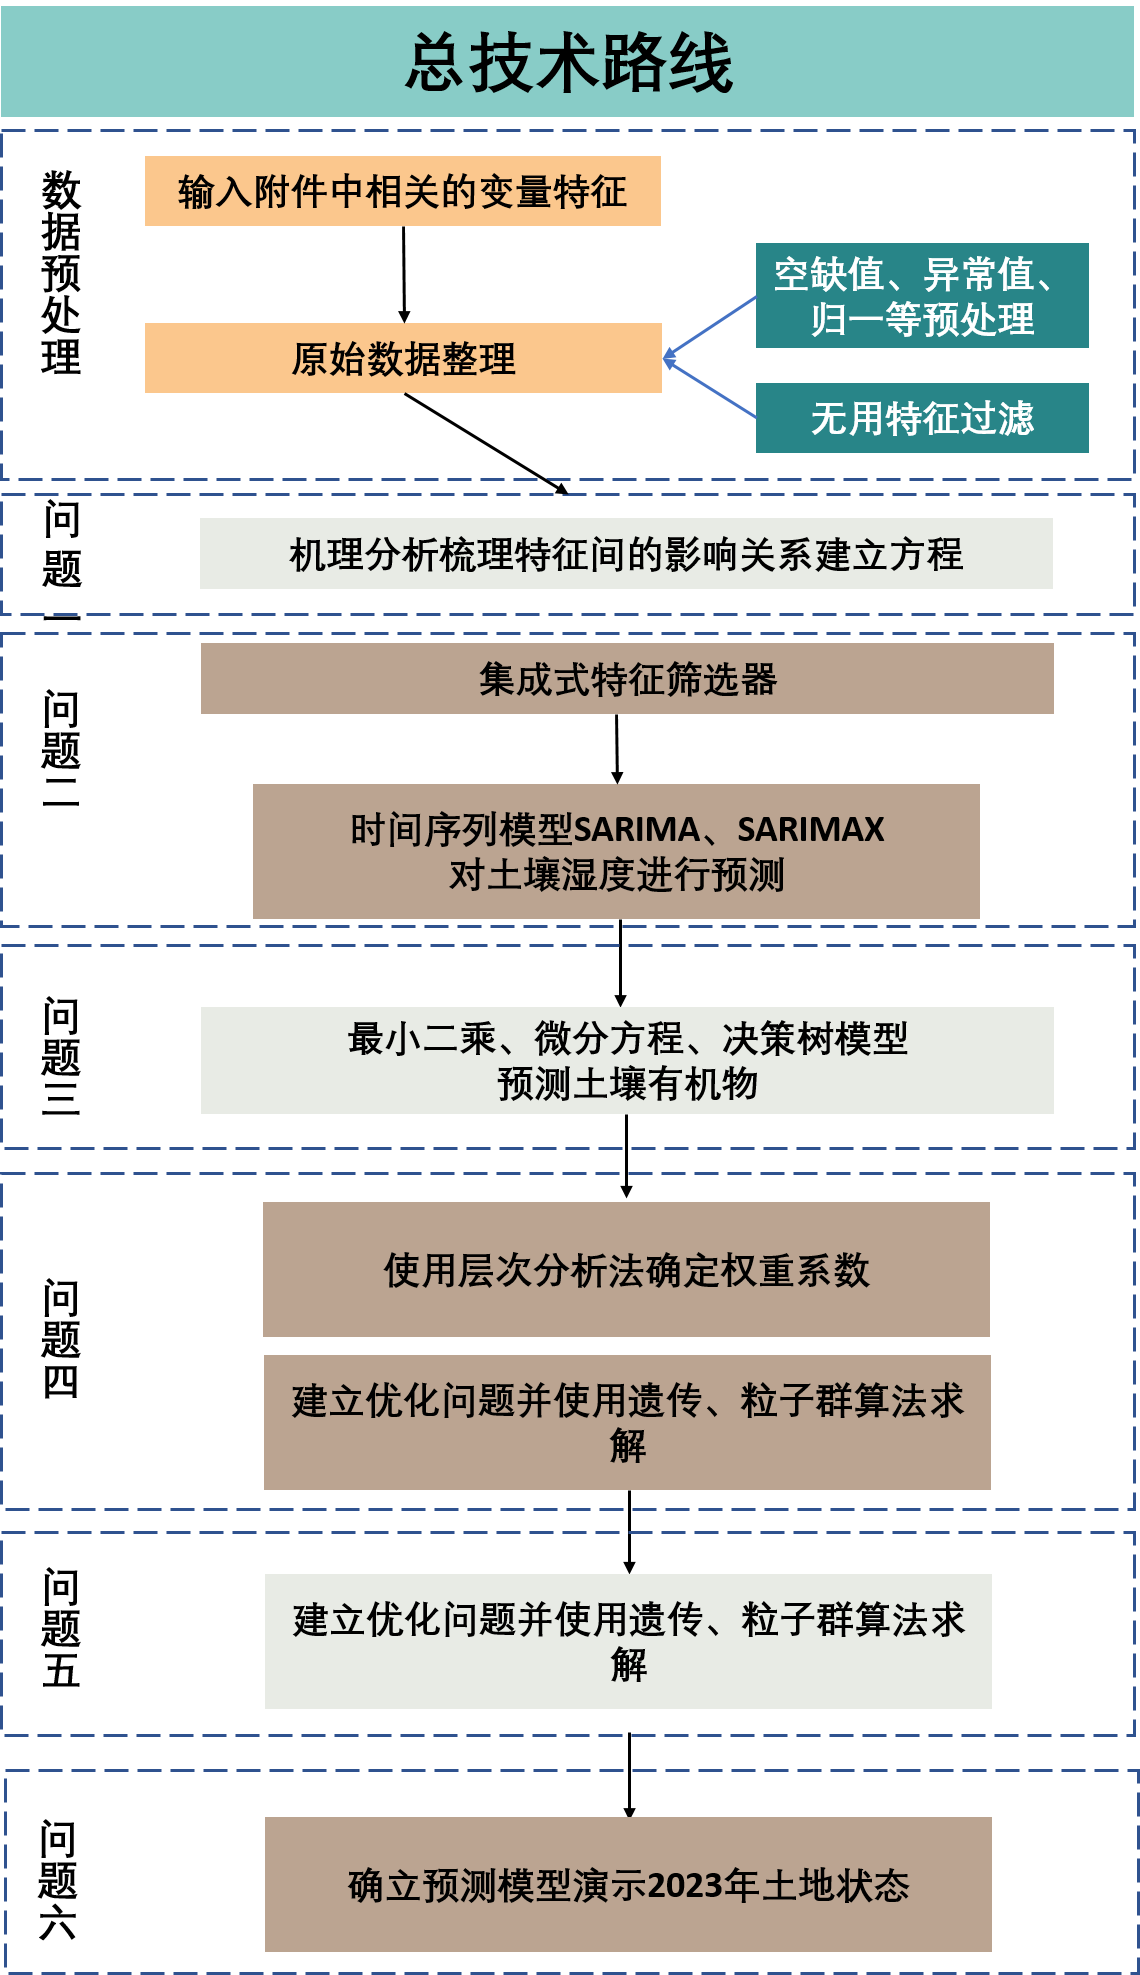 总技术路线
数据预处理
输入附件中相关的变量特征
空缺值、异常值、
归一等预处理
原始数据整理
无用特征过滤
问题一
机理分析梳理特征间的影响关系建立方程
问题二
集成式特征筛选器
时间序列模型SARIMA、SARIMAX
对土壤湿度进行预测
问题三
最小二乘、微分方程、决策树模型
预测土壤有机物
问题四
使用层次分析法确定权重系数
建立优化问题并使用遗传、粒子群算法求
解
问题五
建立优化问题并使用遗传、粒子群算法求
解
问题六
确立预测模型演示2023年土地状态